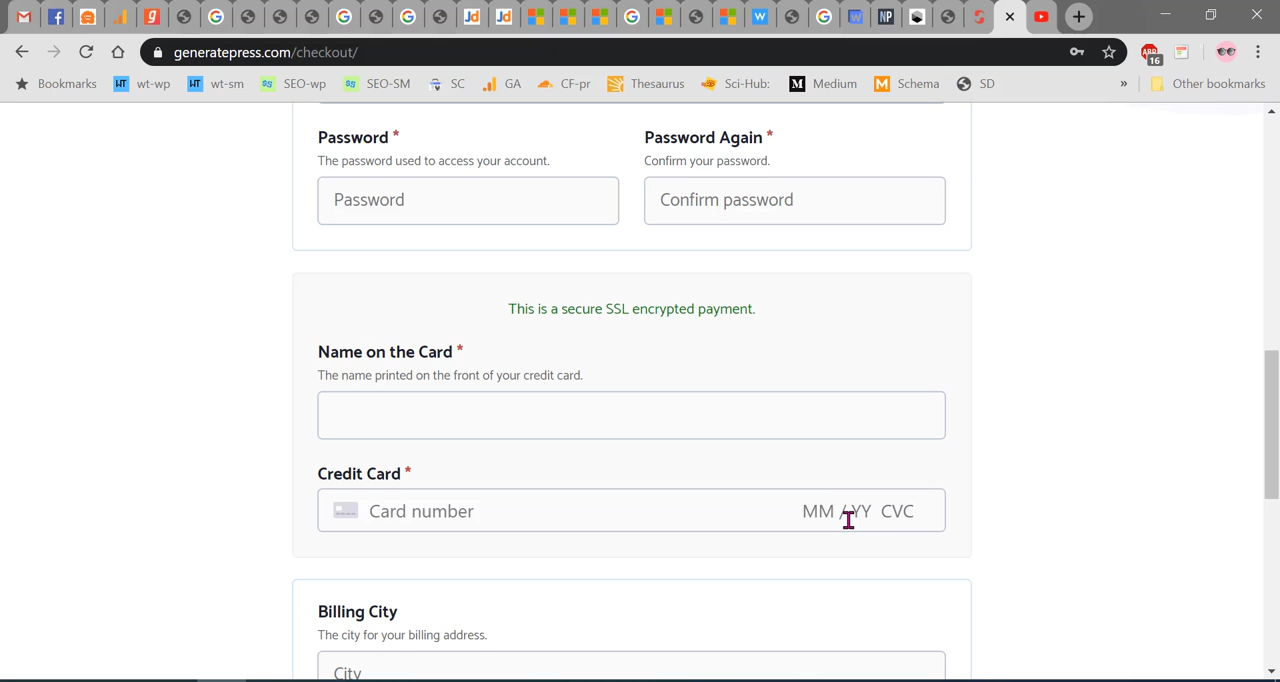 generatepress.com/checkout/
16
Bookmarks wt-wp wt-sm SEO-wp SEO-SM SC GA CF-pr Thesaurus Sci-Hub: Medium Schema SD » Other bookmarks
Password * Password Again *
The password used to access your account. Confirm your password.
Password Confirm password
This is a secure SSL encrypted payment.
Name on the Card *
The name printed on the front of your credit card.
Credit Card *
Card number MM / YY CVC
Billing City
The city for your billing address.
City